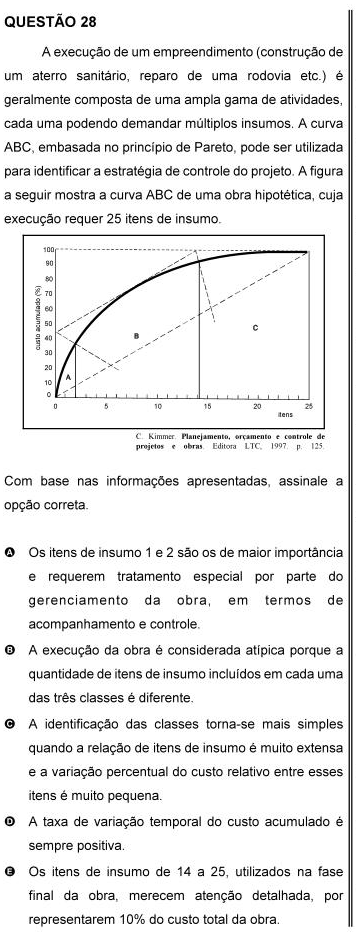 QUESTÃO 28
A execução de um empreendimento (construção de
um aterro sanitário, reparo de uma rodovia etc.) é
geralmente composta de uma ampla gama de atividades,
cada uma podendo demandar múltiplos insumos. A curva
ABC, embasada no princípio de Pareto, pode ser utilizada
para identificar a estratégia de controle do projeto. A figura
a seguir mostra a curva ABC de uma obra hipotética, cuja
execução requer 25 itens de insumo.
custo acumulado (%)
100
90
80
70
60
50
40
30
20
10
0
A
B
C
0 5 10 15 20 25
itens
C. Kimmer. Planejamento, orçamento e controle de
projetos e obras. Editora LTC, 1997. p. 125.
Com base nas informações apresentadas, assinale a
opção correta.
A Os itens de insumo 1 e 2 são os de maior importância
e requerem tratamento especial por parte do
gerenciamento da obra, em termos de
acompanhamento e controle.
B A execução da obra é considerada atípica porque a
quantidade de itens de insumo incluídos em cada uma
das três classes é diferente.
C A identificação das classes torna-se mais simples
quando a relação de itens de insumo é muito extensa
e a variação percentual do custo relativo entre esses
itens é muito pequena.
D A taxa de variação temporal do custo acumulado é
sempre positiva.
E Os itens de insumo de 14 a 25, utilizados na fase
final da obra, merecem atenção detalhada, por
representarem 10% do custo total da obra.